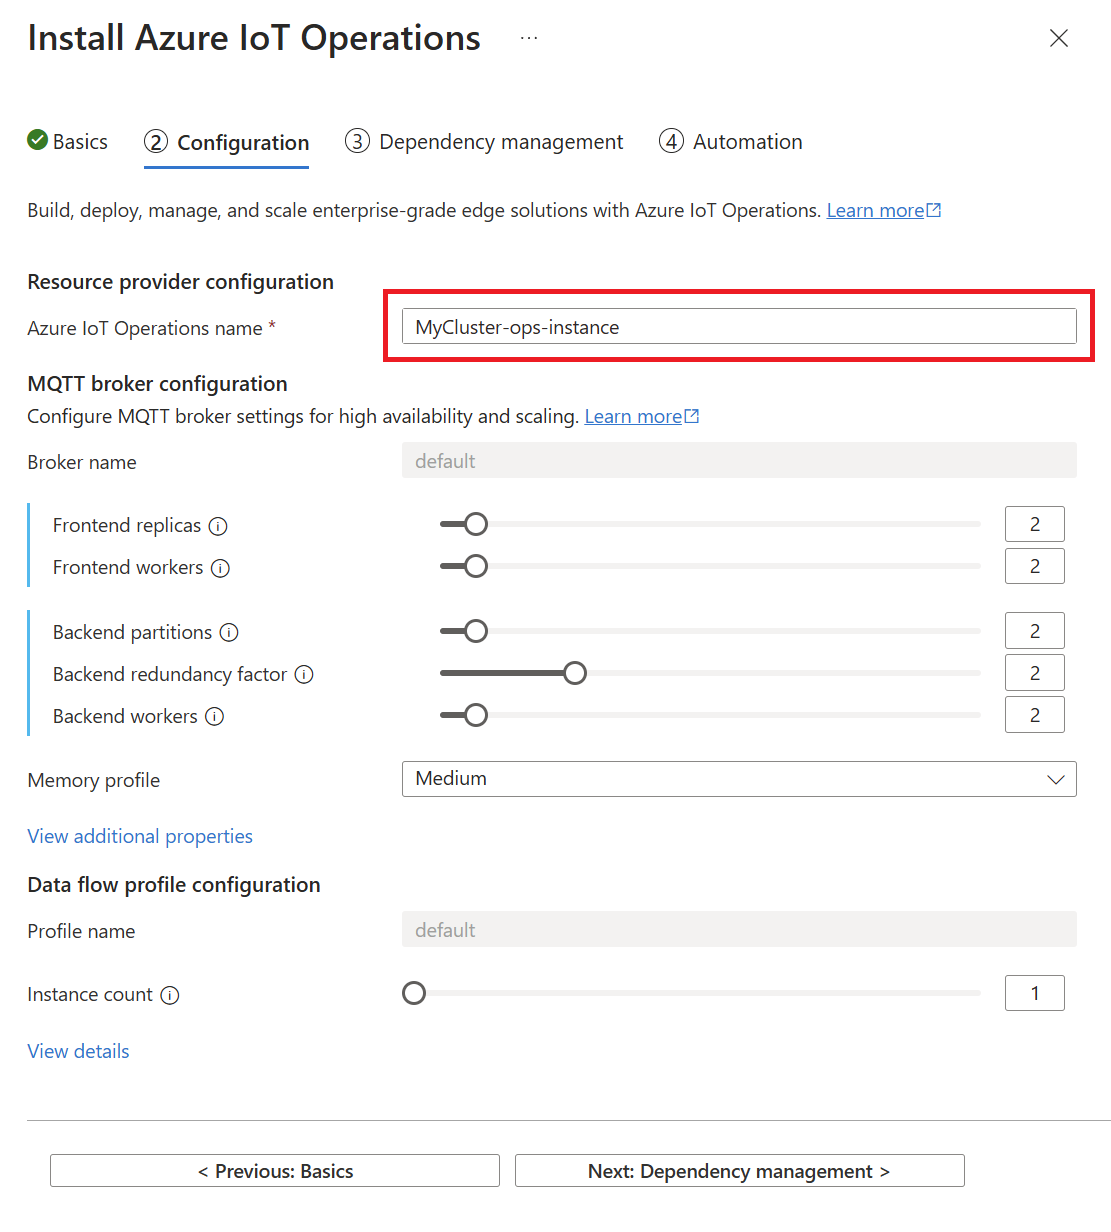 Install Azure IoT Operations ...
Basics 2 Configuration 3 Dependency management 4 Automation
Build, deploy, manage, and scale enterprise-grade edge solutions with Azure IoT Operations. Learn more
Resource provider configuration
Azure IoT Operations name * MyCluster-ops-instance
MQTT broker configuration
Configure MQTT broker settings for high availability and scaling. Learn more
Broker name default
Frontend replicas 2
Frontend workers 2
Backend partitions 2
Backend redundancy factor 2
Backend workers 2
Memory profile Medium
View additional properties
Data flow profile configuration
Profile name default
Instance count 1
View details
< Previous: Basics Next: Dependency management >